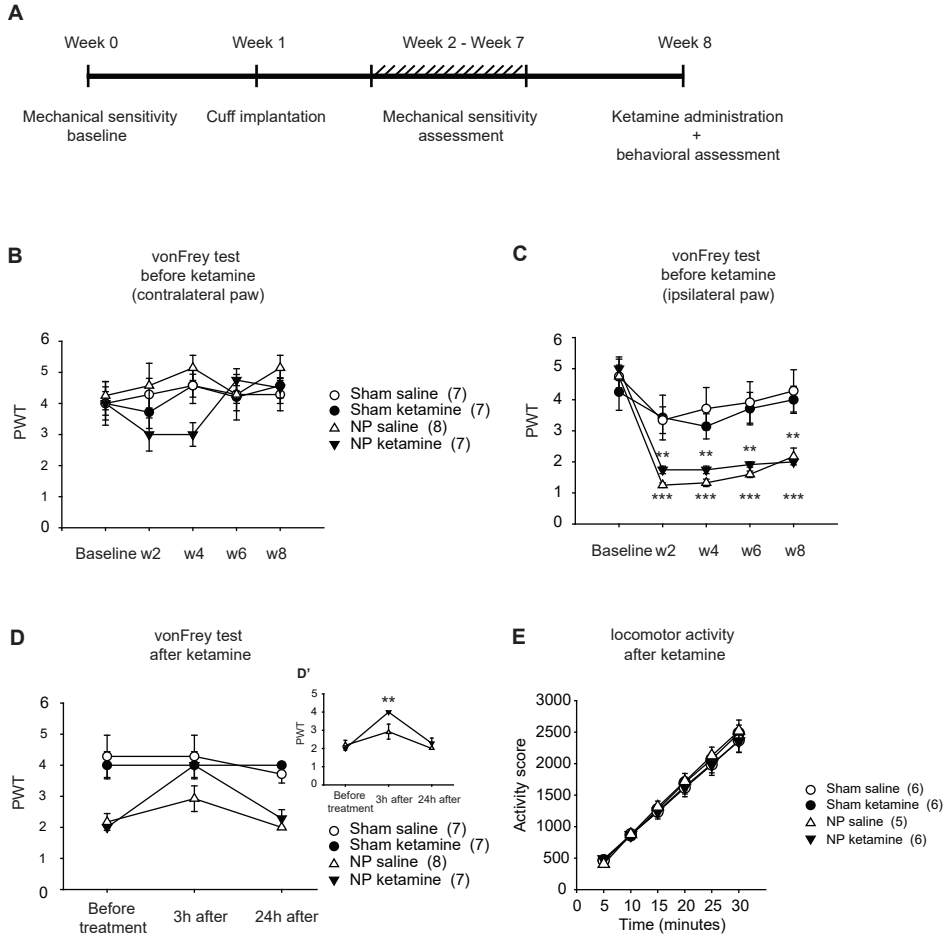 A
Week 0
Week 1
Week 2 - Week 7
Week 8
Mechanical sensitivity
baseline
Cuff implantation
Mechanical sensitivity
assessment
Ketamine administration
+
behavioral assessment
B
vonFrey test
before ketamine
(contralateral paw)
6
5
4
3
2
1
0
PWT
Baseline w2 w4 w6 w8
Sham saline (7)
Sham ketamine (7)
NP saline (8)
NP ketamine (7)
C
vonFrey test
before ketamine
(ipsilateral paw)
6
5
4
3
2
1
0
PWT
** ** ** **
*** *** *** ***
Baseline w2 w4 w6 w8
D
vonFrey test
after ketamine
6
5
4
3
2
1
0
PWT
Before
treatment
3h after
24h after
D’
5
4
3
2
1
0
PWT
**
Before
treatment
3h after
24h after
Sham saline (7)
Sham ketamine (7)
NP saline (8)
NP ketamine (7)
E
locomotor activity
after ketamine
3000
2500
2000
1500
1000
500
0
Activity score
0 5 10 15 20 25 30
Time (minutes)
Sham saline (6)
Sham ketamine (6)
NP saline (5)
NP ketamine (6)